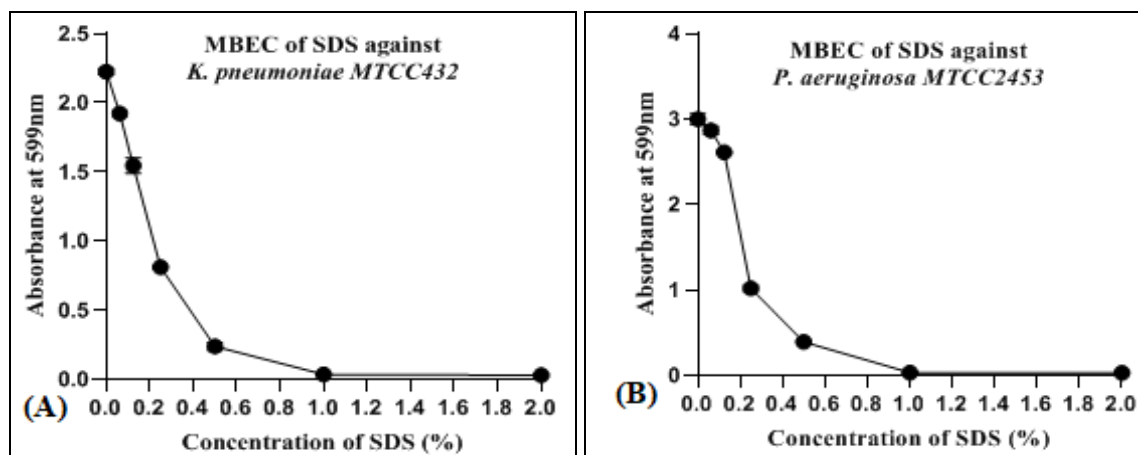 MBEC of SDS against
K. pneumoniae MTCC432
Absorbance at 599nm
2.5
2.0
1.5
1.0
0.5
0.0
0.0 0.2 0.4 0.6 0.8 1.0 1.2 1.4 1.6 1.8 2.0
Concentration of SDS (%)
(A)
MBEC of SDS against
P. aeruginosa MTCC2453
Absorbance at 599nm
4
3
2
1
0
0.0 0.2 0.4 0.6 0.8 1.0 1.2 1.4 1.6 1.8 2.0
Concentration of SDS (%)
(B)